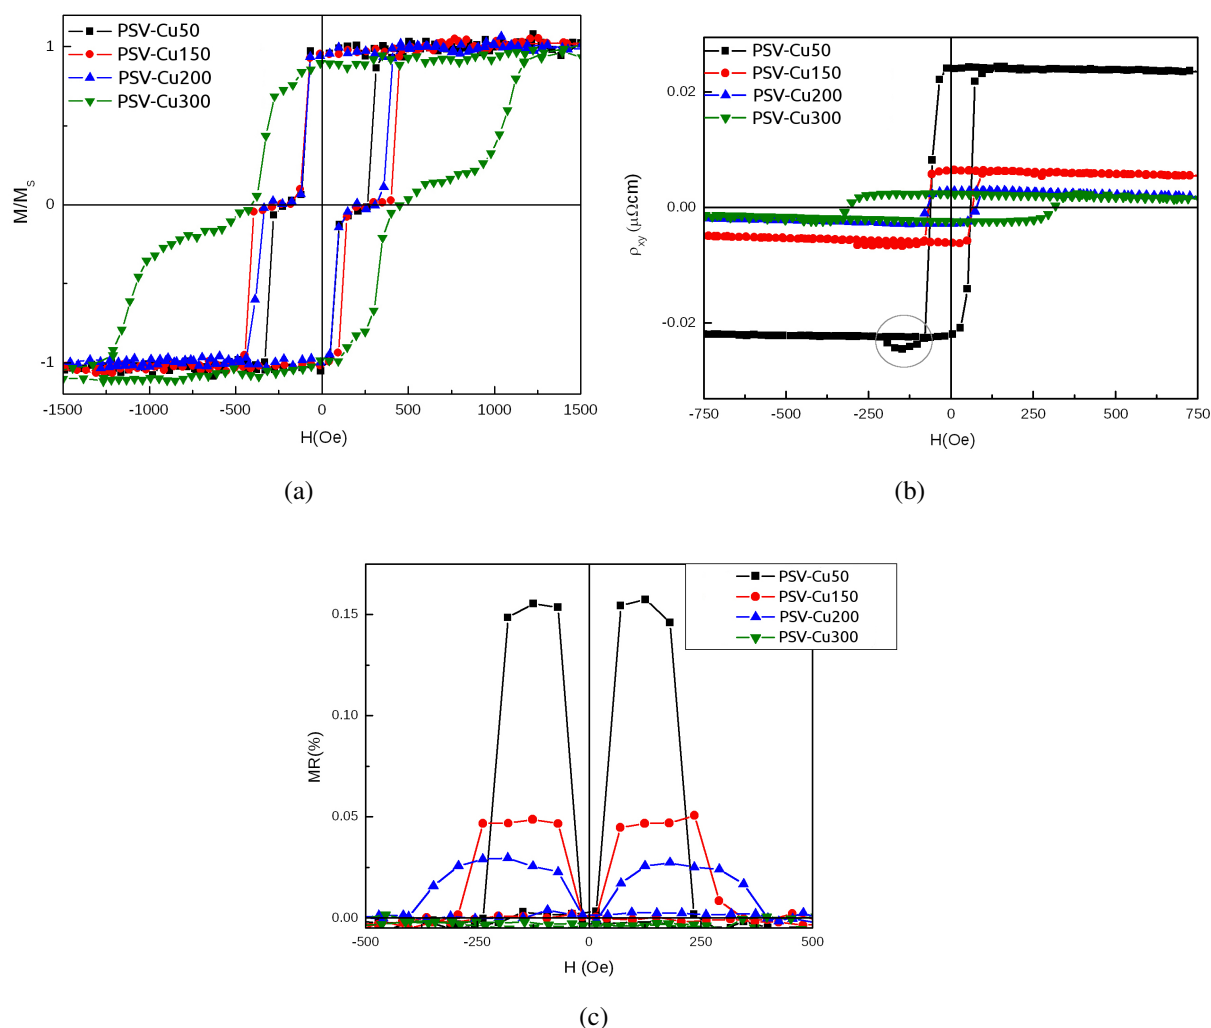 PSV-Cu50
PSV-Cu150
PSV-Cu200
PSV-Cu300
1
0
-1
M/M_S
-1500 -1000 -500 0 500 1000 1500
H(Oe)
(a)
PSV-Cu50
PSV-Cu150
PSV-Cu200
PSV-Cu300
0.02
0.00
-0.02
ρ_xy (μΩcm)
-750 -500 -250 0 250 500 750
H(Oe)
(b)
PSV-Cu50
PSV-Cu150
PSV-Cu200
PSV-Cu300
0.15
0.10
0.05
0.00
MR(%)
-500 -250 0 250 500
H (Oe)
(c)